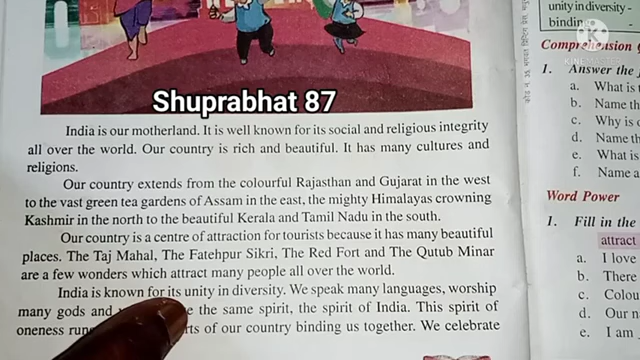 Shuprabhat 87
India is our motherland. It is well known for its social and religious integrity
all over the world. Our country is rich and beautiful. It has many cultures and
religions.
Our country extends from the colourful Rajasthan and Gujarat in the west
to the vast green tea gardens of Assam in the east, the mighty Himalayas crowning
Kashmir in the north to the beautiful Kerala and Tamil Nadu in the south.
Our country is a centre of attraction for tourists because it has many beautiful
places. The Taj Mahal, The Fatehpur Sikri, The Red Fort and The Qutub Minar
are a few wonders which attract many people all over the world.
India is known for its unity in diversity. We speak many languages, worship
many gods and the same spirit, the spirit of India. This spirit of
oneness of our country binding us together. We celebrate
unity in diversity -
binding -
KINEMASTER
Comprehension
1. Answer the
a. What is
b. Name th
c. Why is
d. Name th
e. What is
f. Name a
Word Power
1. Fill in the
attract
a. I love
b. There
c. Colou
d. Our n
e. I am